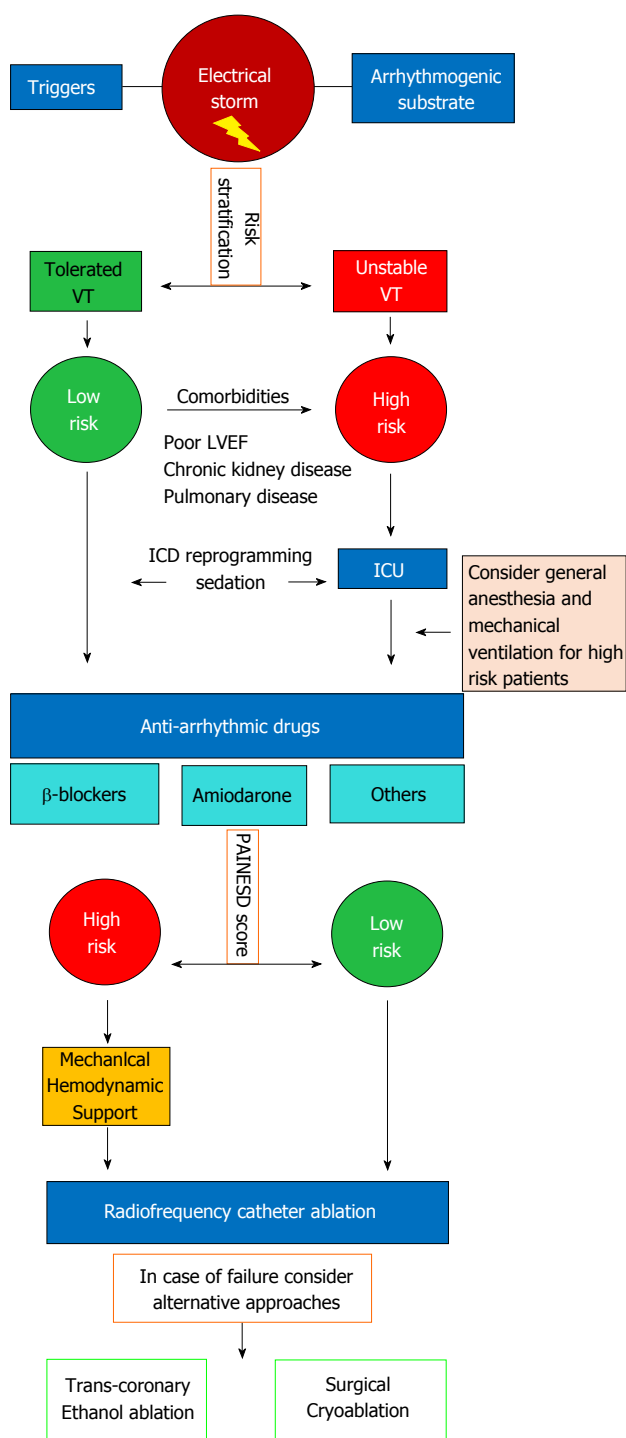 Triggers
Electrical
storm
Arrhythmogenic
substrate
Risk
stratification
Tolerated
VT
Unstable
VT
Low
risk
Comorbidities
High
risk
Poor LVEF
Chronic kidney disease
Pulmonary disease
ICD reprogramming
sedation
ICU
Consider general
anesthesia and
mechanical
ventilation for high
risk patients
Anti-arrhythmic drugs
β-blockers
Amiodarone
Others
PAINESD score
High
risk
Low
risk
MechanIcal
Hemodynamic
Support
Radiofrequency catheter ablation
In case of failure consider
alternative approaches
Trans-coronary
Ethanol ablation
Surgical
Cryoablation